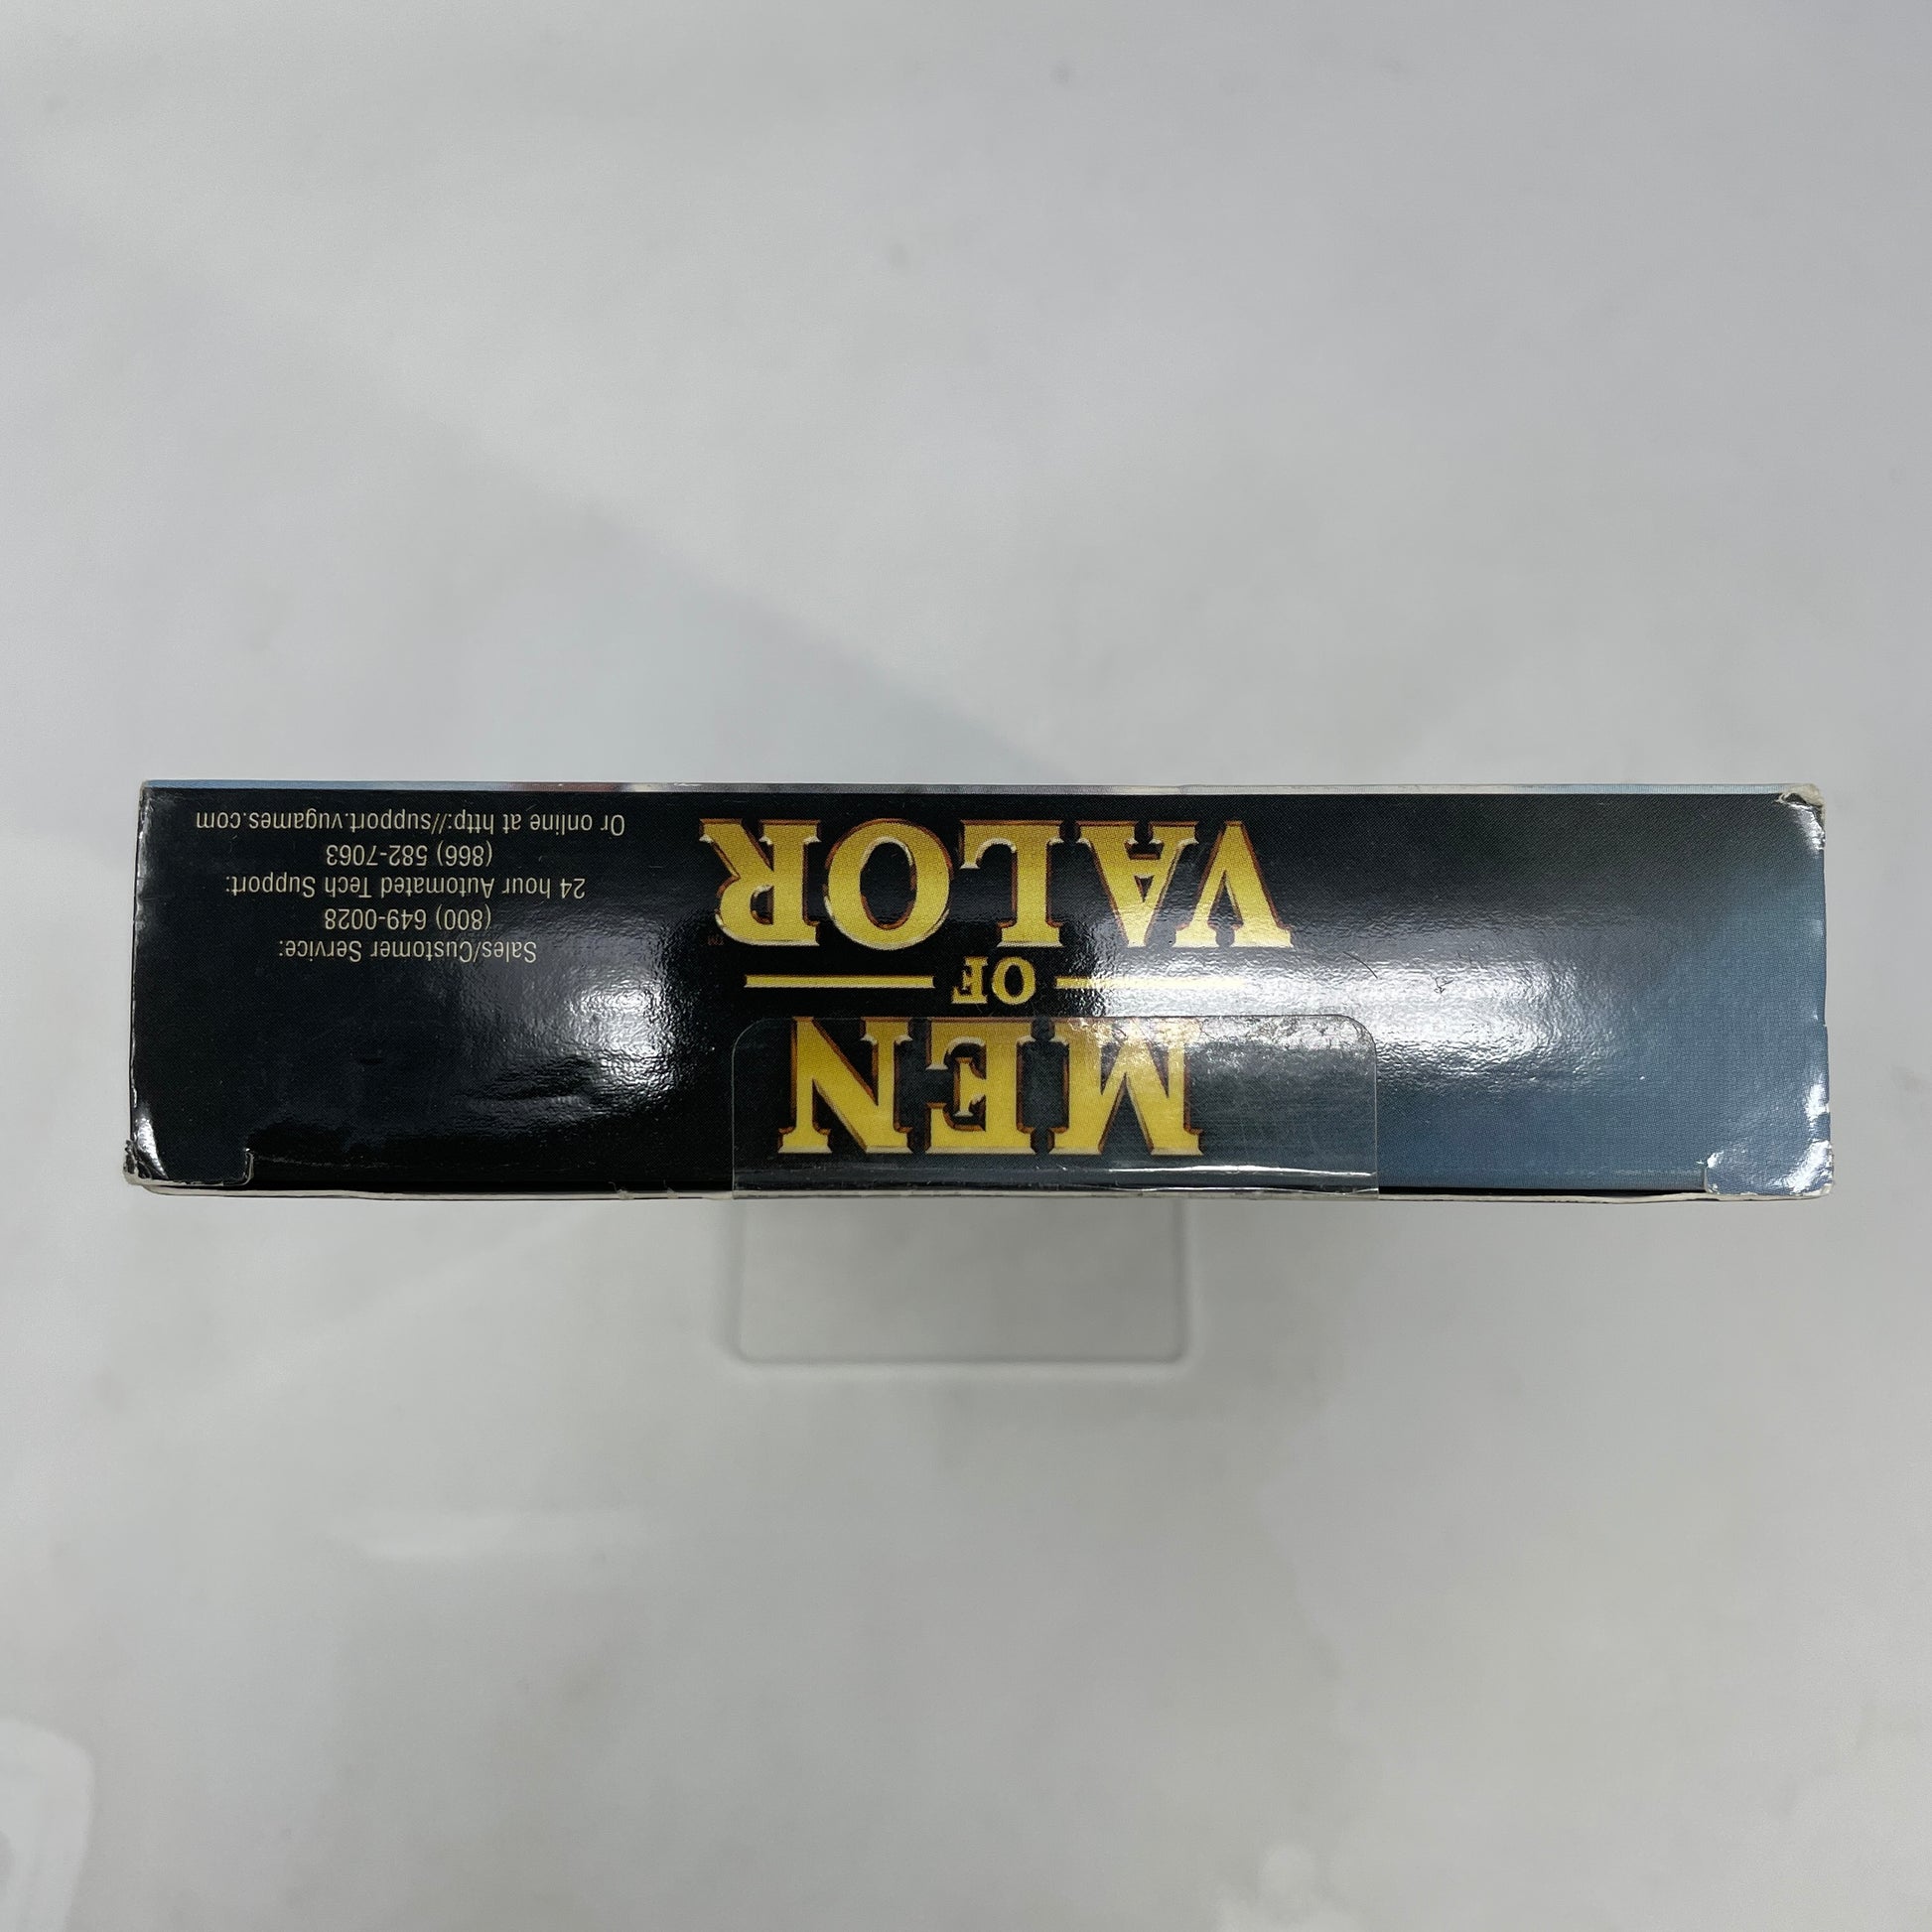 MEN
OF
VALOR™
Sales/Customer Service:
(800) 649-0028
24 hour Automated Tech Support:
(866) 582-7063
Or online at http://support.vugames.com